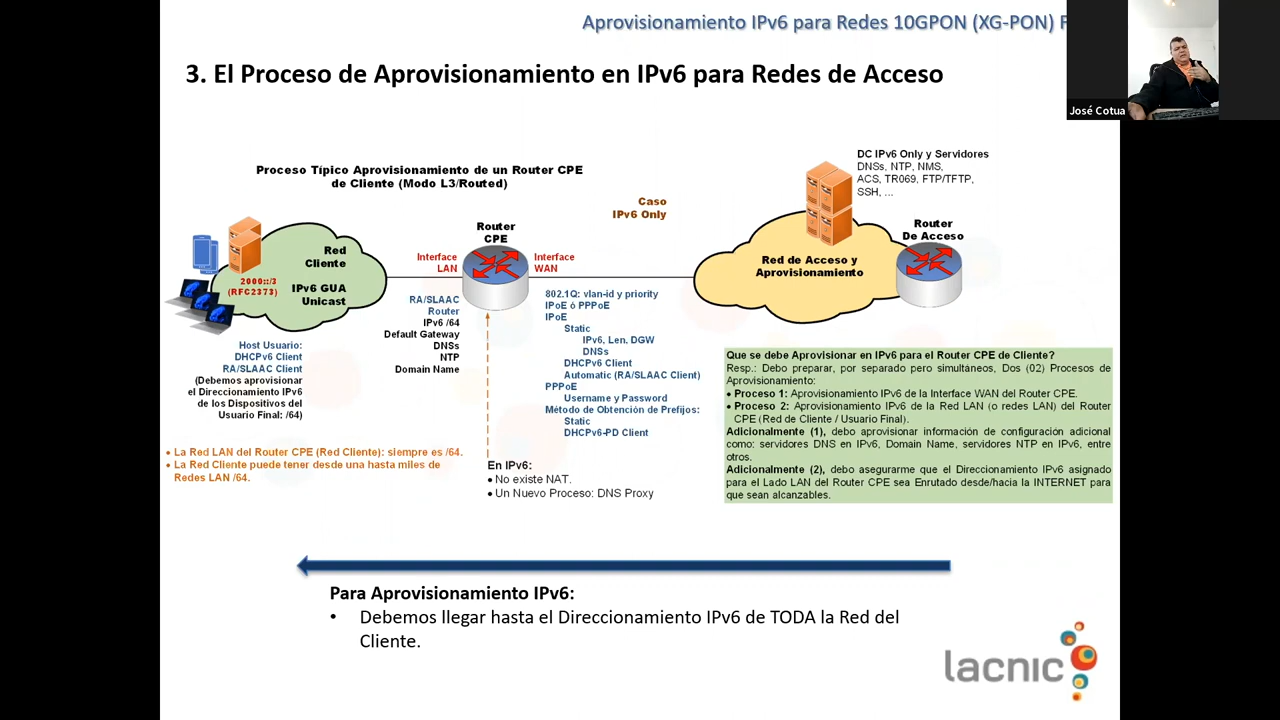 Aprovisionamiento IPv6 para Redes 10GPON (XG-PON) F
José Cotua
3. El Proceso de Aprovisionamiento en IPv6 para Redes de Acceso
Proceso Típico Aprovisionamiento de un Router CPE
de Cliente (Modo L3/Routed)
Caso
IPv6 Only
DC IPv6 Only y Servidores
DNSs, NTP, NMS,
ACS, TR069, FTP/TFTP,
SSH, ...
Router
De Acceso
Red de Acceso y
Aprovisionamiento
Router
CPE
Interface
LAN
Interface
WAN
Red
Cliente
IPv6 GUA
Unicast
2000::/3
(RFC2373)
Host Usuario:
DHCPv6 Client
RA/SLAAC Client
(Debemos aprovisionar
el Direccionamiento IPv6
de los Dispositivos del
Usuario Final: /64)
RA/SLAAC
Router
IPv6 /64
Default Gateway
DNSs
NTP
Domain Name
802.1Q: vlan-id y priority
IPoE ó PPPoE
IPoE
Static
IPv6, Len, DGW
DNSs
DHCPv6 Client
Automatic (RA/SLAAC Client)
PPPoE
Username y Password
Método de Obtención de Prefijos:
Static
DHCPv6-PD Client
• La Red LAN del Router CPE (Red Cliente): siempre es /64.
• La Red Cliente puede tener desde una hasta miles de
Redes LAN /64.
En IPv6:
• No existe NAT.
• Un Nuevo Proceso: DNS Proxy
Que se debe Aprovisionar en IPv6 para el Router CPE de Cliente?
Resp.: Debo preparar, por separado pero simultáneos, Dos (02) Procesos de
Aprovisionamiento:
• Proceso 1: Aprovisionamiento IPv6 de la Interface WAN del Router CPE.
• Proceso 2: Aprovisionamiento IPv6 de la Red LAN (o redes LAN) del Router
CPE (Red de Cliente / Usuario Final).
Adicionalmente (1), debo aprovisionar información de configuración adicional
como: servidores DNS en IPv6, Domain Name, servidores NTP en IPv6, entre
otros.
Adicionalmente (2), debo asegurarme que el Direccionamiento IPv6 asignado
para el Lado LAN del Router CPE sea Enrutado desde/hacia la INTERNET para
que sean alcanzables.
Para Aprovisionamiento IPv6:
• Debemos llegar hasta el Direccionamiento IPv6 de TODA la Red del
Cliente.
lacnic